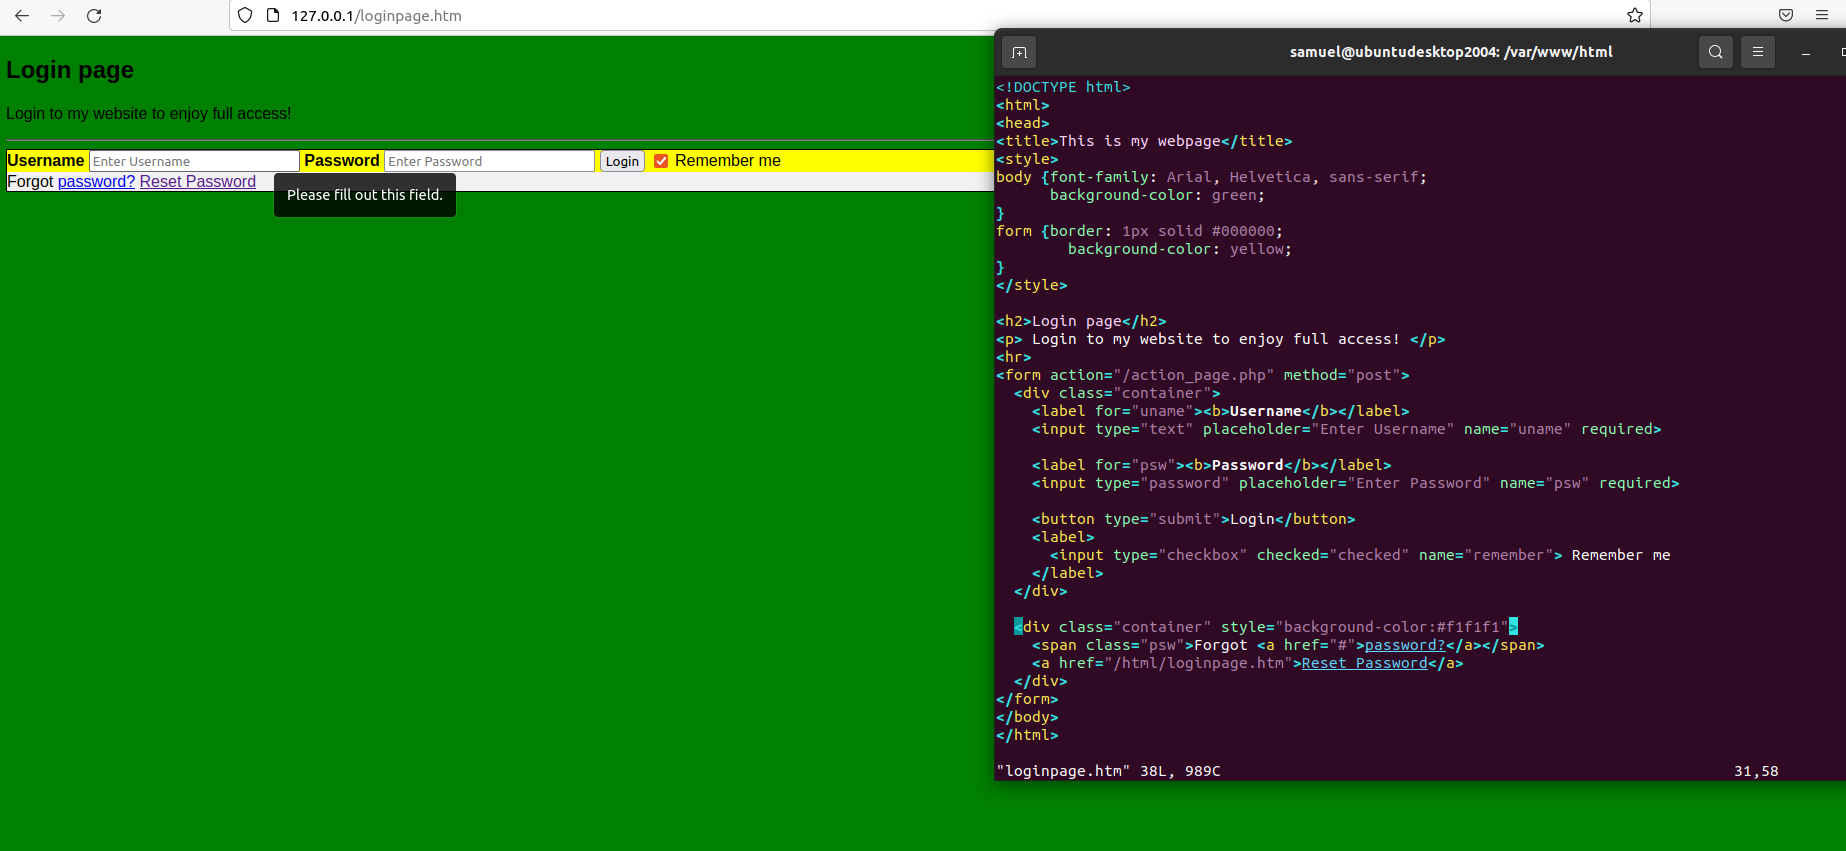 127.0.0.1/loginpage.htm
Login page
Login to my website to enjoy full access!
Username Enter Username Password Enter Password Login Remember me
Forgot password? Reset Password
Please fill out this field.
samuel@ubuntudesktop2004: /var/www/html
<!DOCTYPE html>
<html>
<head>
<title>This is my webpage</title>
<style>
body {font-family: Arial, Helvetica, sans-serif;
      background-color: green;
}
form {border: 1px solid #000000;
        background-color: yellow;
}
</style>
<h2>Login page</h2>
<p> Login to my website to enjoy full access! </p>
<hr>
<form action="/action_page.php" method="post">
  <div class="container">
    <label for="uname"><b>Username</b></label>
    <input type="text" placeholder="Enter Username" name="uname" required>
    <label for="psw"><b>Password</b></label>
    <input type="password" placeholder="Enter Password" name="psw" required>
    <button type="submit">Login</button>
    <label>
      <input type="checkbox" checked="checked" name="remember"> Remember me
    </label>
  </div>
  <div class="container" style="background-color:#f1f1f1">
    <span class="psw">Forgot <a href="#">password?</a></span>
    <a href="/html/loginpage.htm">Reset Password</a>
  </div>
</form>
</body>
</html>
"loginpage.htm" 38L, 989C 31,58